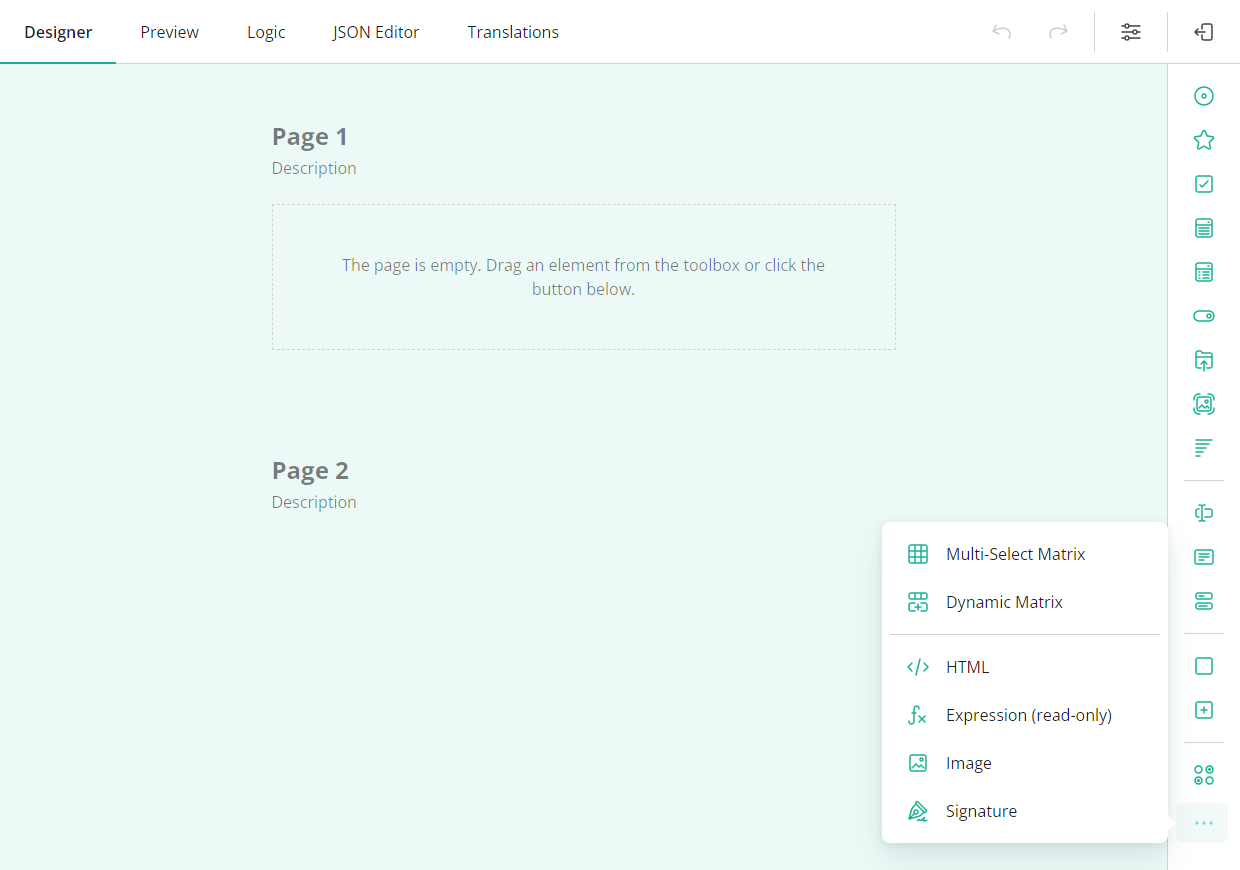 Designer Preview Logic JSON Editor Translations
Page 1
Description
The page is empty. Drag an element from the toolbox or click the
button below.
Page 2
Description
Multi-Select Matrix
Dynamic Matrix
HTML
Expression (read-only)
Image
Signature